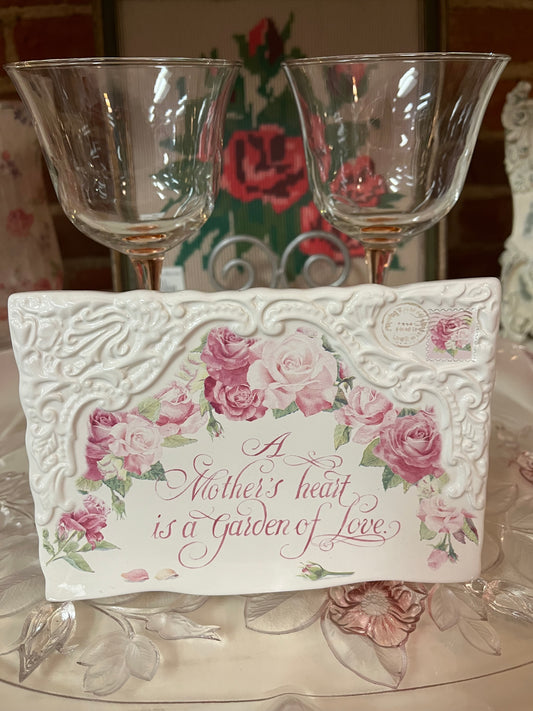 A
Mother's heart
is a Garden of Love.